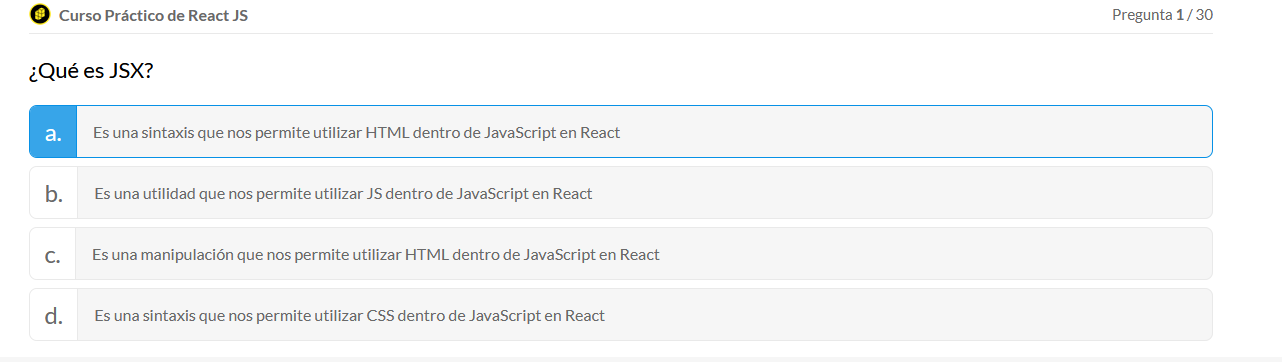 Curso Práctico de React JS
Pregunta 1 / 30
¿Qué es JSX?
a. Es una sintaxis que nos permite utilizar HTML dentro de JavaScript en React
b. Es una utilidad que nos permite utilizar JS dentro de JavaScript en React
c. Es una manipulación que nos permite utilizar HTML dentro de JavaScript en React
d. Es una sintaxis que nos permite utilizar CSS dentro de JavaScript en React